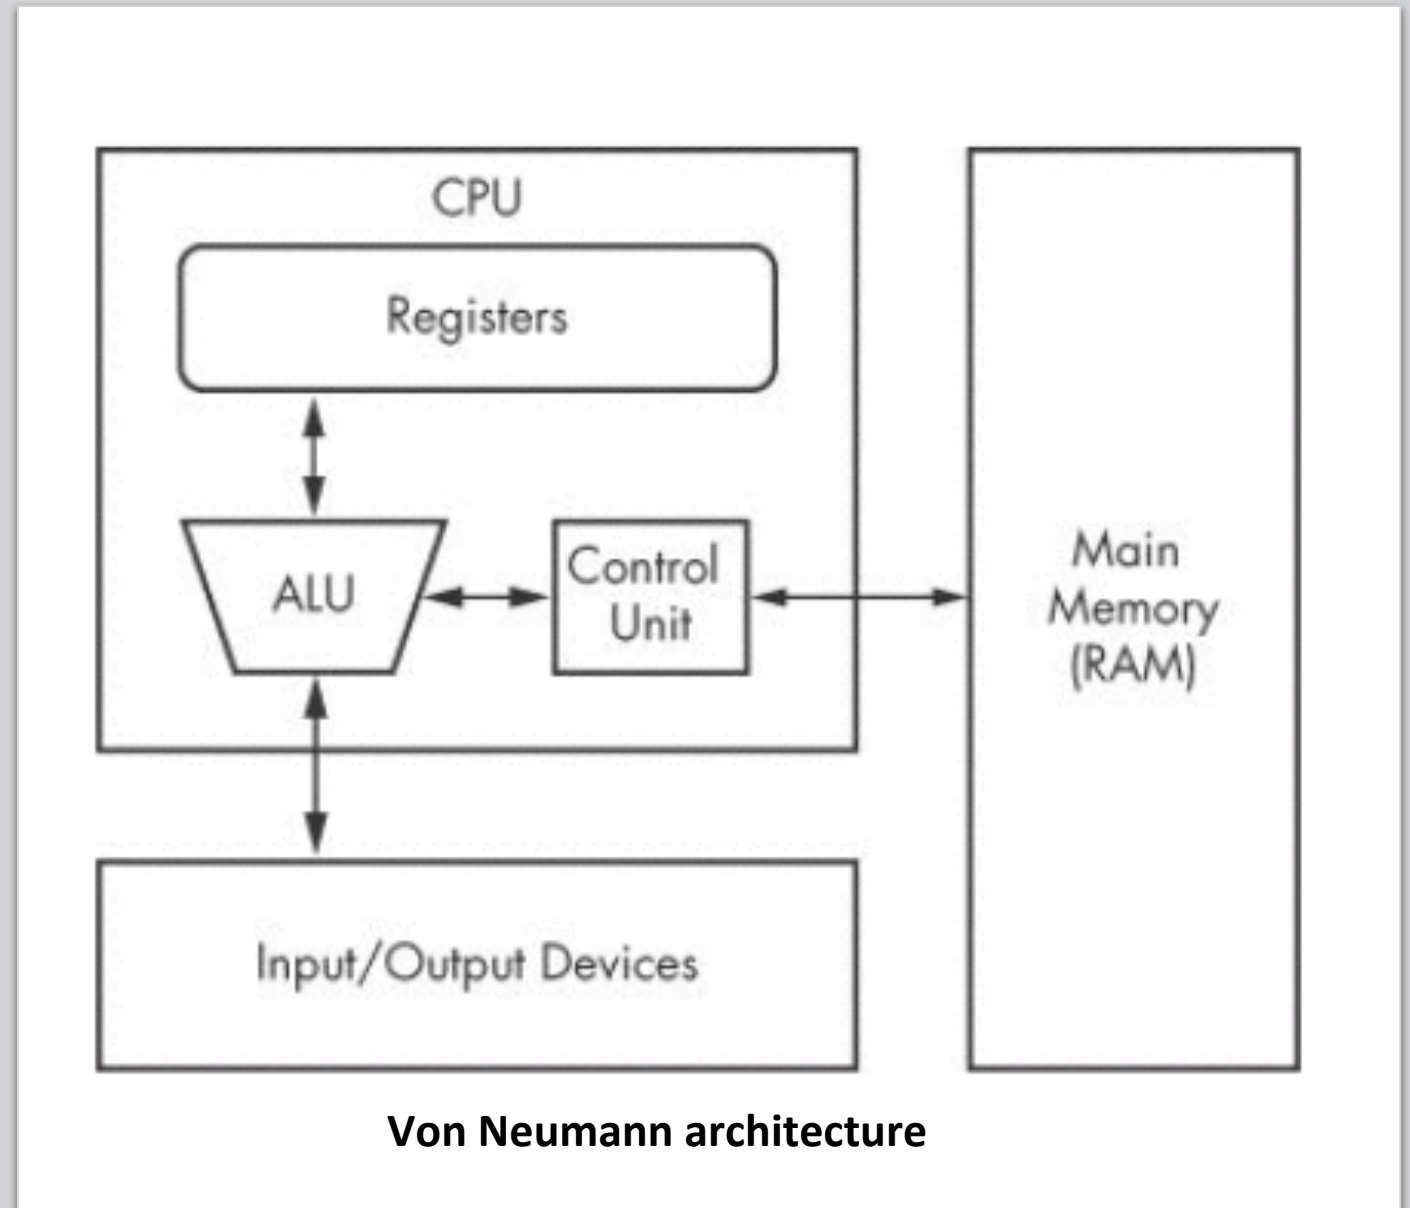 CPU
Registers
ALU
Control
Unit
Main
Memory
(RAM)
Input/Output Devices
Von Neumann architecture